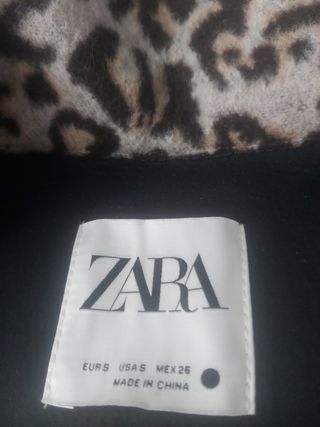 ZARA
EUR S USA S MEX 26
MADE IN CHINA